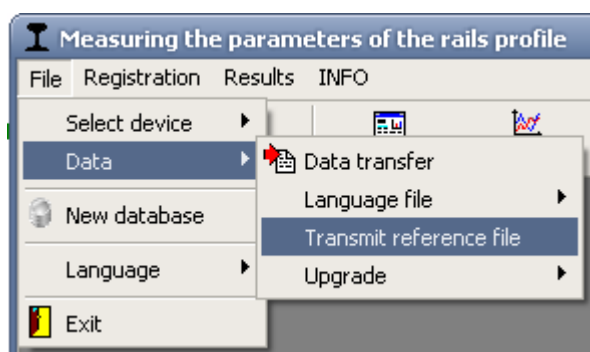 Measuring the parameters of the rails profile
File Registration Results INFO
Select device
Data
Data transfer
Language file
New database
Transmit reference file
Language
Upgrade
Exit